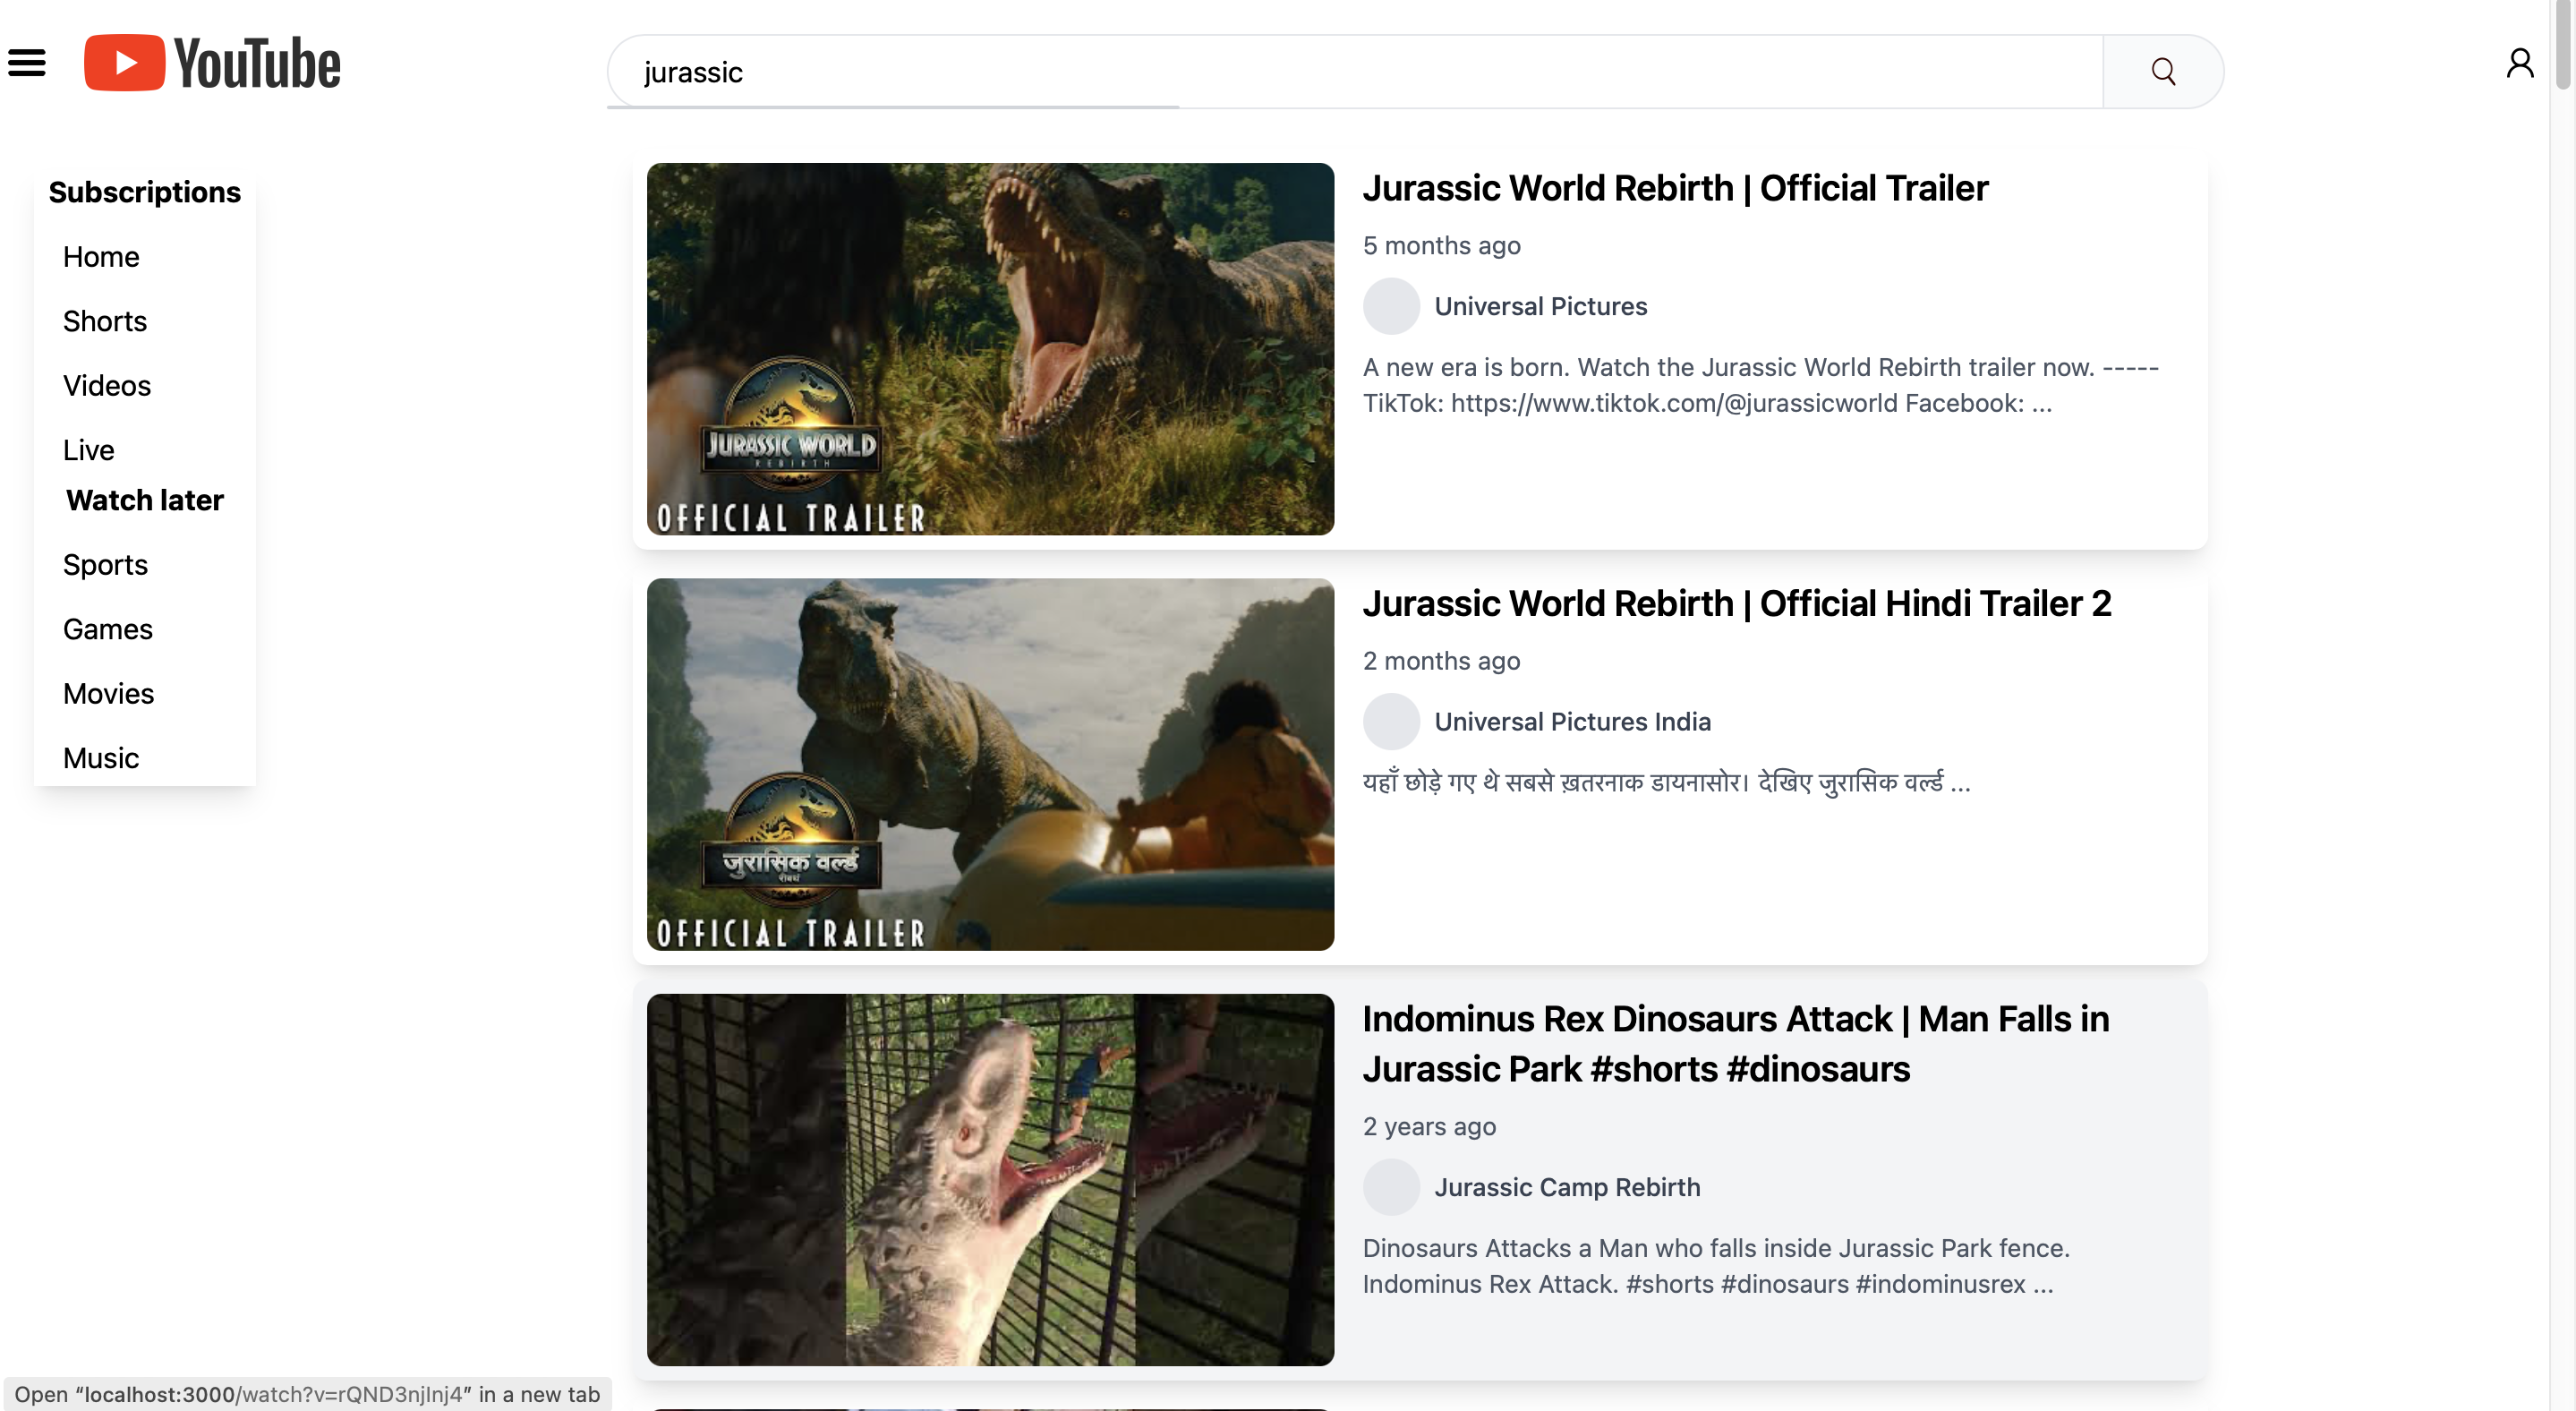 YouTube
jurassic
Subscriptions
Home
Shorts
Videos
Live
Watch later
Sports
Games
Movies
Music
JURASSIC WORLD
REBIRTH
OFFICIAL TRAILER
Jurassic World Rebirth | Official Trailer
5 months ago
Universal Pictures
A new era is born. Watch the Jurassic World Rebirth trailer now. -----
TikTok: https://www.tiktok.com/@jurassicworld Facebook: ...
जुरासिक वर्ल्ड
रीबर्थ
OFFICIAL TRAILER
Jurassic World Rebirth | Official Hindi Trailer 2
2 months ago
Universal Pictures India
यहाँ छोड़े गए थे सबसे ख़तरनाक डायनासोर। देखिए जुरासिक वर्ल्ड ...
Indominus Rex Dinosaurs Attack | Man Falls in
Jurassic Park #shorts #dinosaurs
2 years ago
Jurassic Camp Rebirth
Dinosaurs Attacks a Man who falls inside Jurassic Park fence.
Indominus Rex Attack. #shorts #dinosaurs #indominusrex ...
Open “localhost:3000/watch?v=rQND3njlnj4” in a new tab